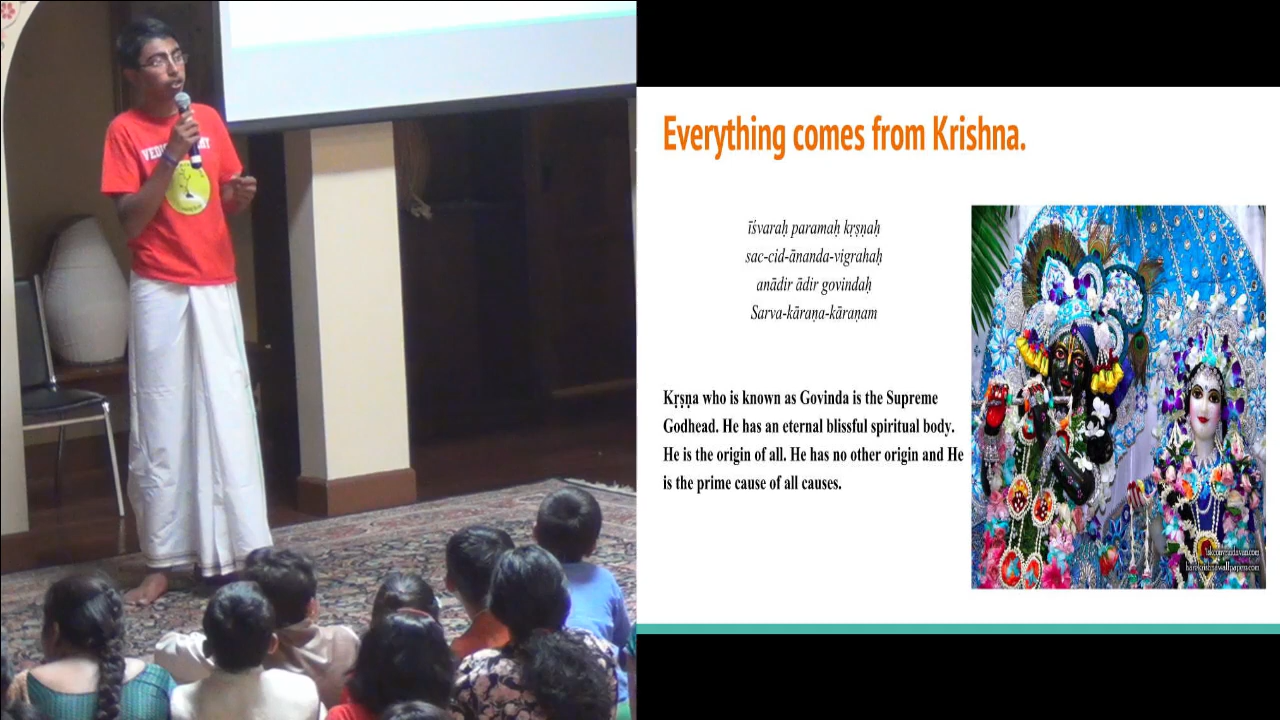 VEDIC
Everything comes from Krishna.
īśvaraḥ paramaḥ kṛṣṇaḥ
sac-cid-ānanda-vigrahaḥ
anādir ādir govindaḥ
Sarva-kāraṇa-kāraṇam
Kṛṣṇa who is known as Govinda is the Supreme
Godhead. He has an eternal blissful spiritual body.
He is the origin of all. He has no other origin and He
is the prime cause of all causes.